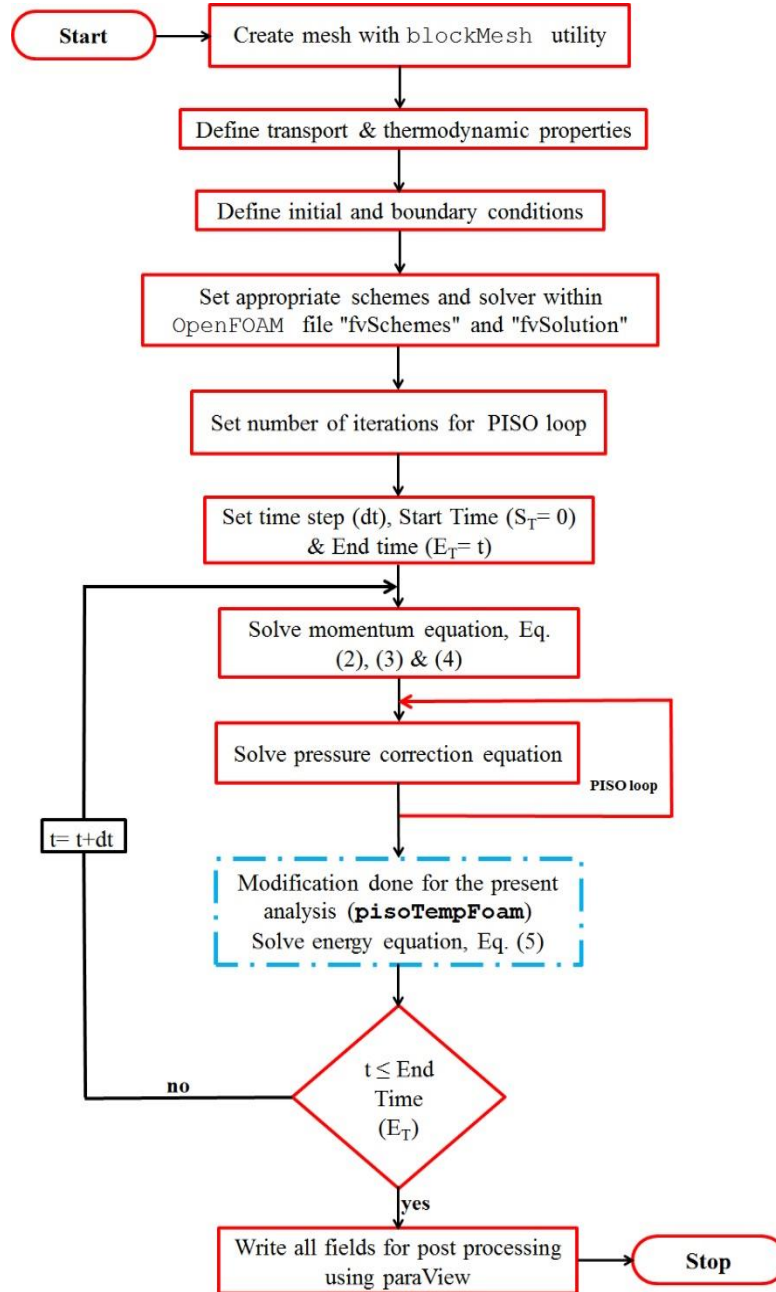 Start
Create mesh with blockMesh utility
Define transport & thermodynamic properties
Define initial and boundary conditions
Set appropriate schemes and solver within
OpenFOAM file "fvSchemes" and "fvSolution"
Set number of iterations for PISO loop
Set time step (dt), Start Time (S_T= 0)
& End time (E_T= t)
Solve momentum equation, Eq.
(2), (3) & (4)
Solve pressure correction equation
PISO loop
t= t+dt
Modification done for the present
analysis (pisoTempFoam)
Solve energy equation, Eq. (5)
t ≤ End
Time
(E_T)
no
yes
Write all fields for post processing
using paraView
Stop